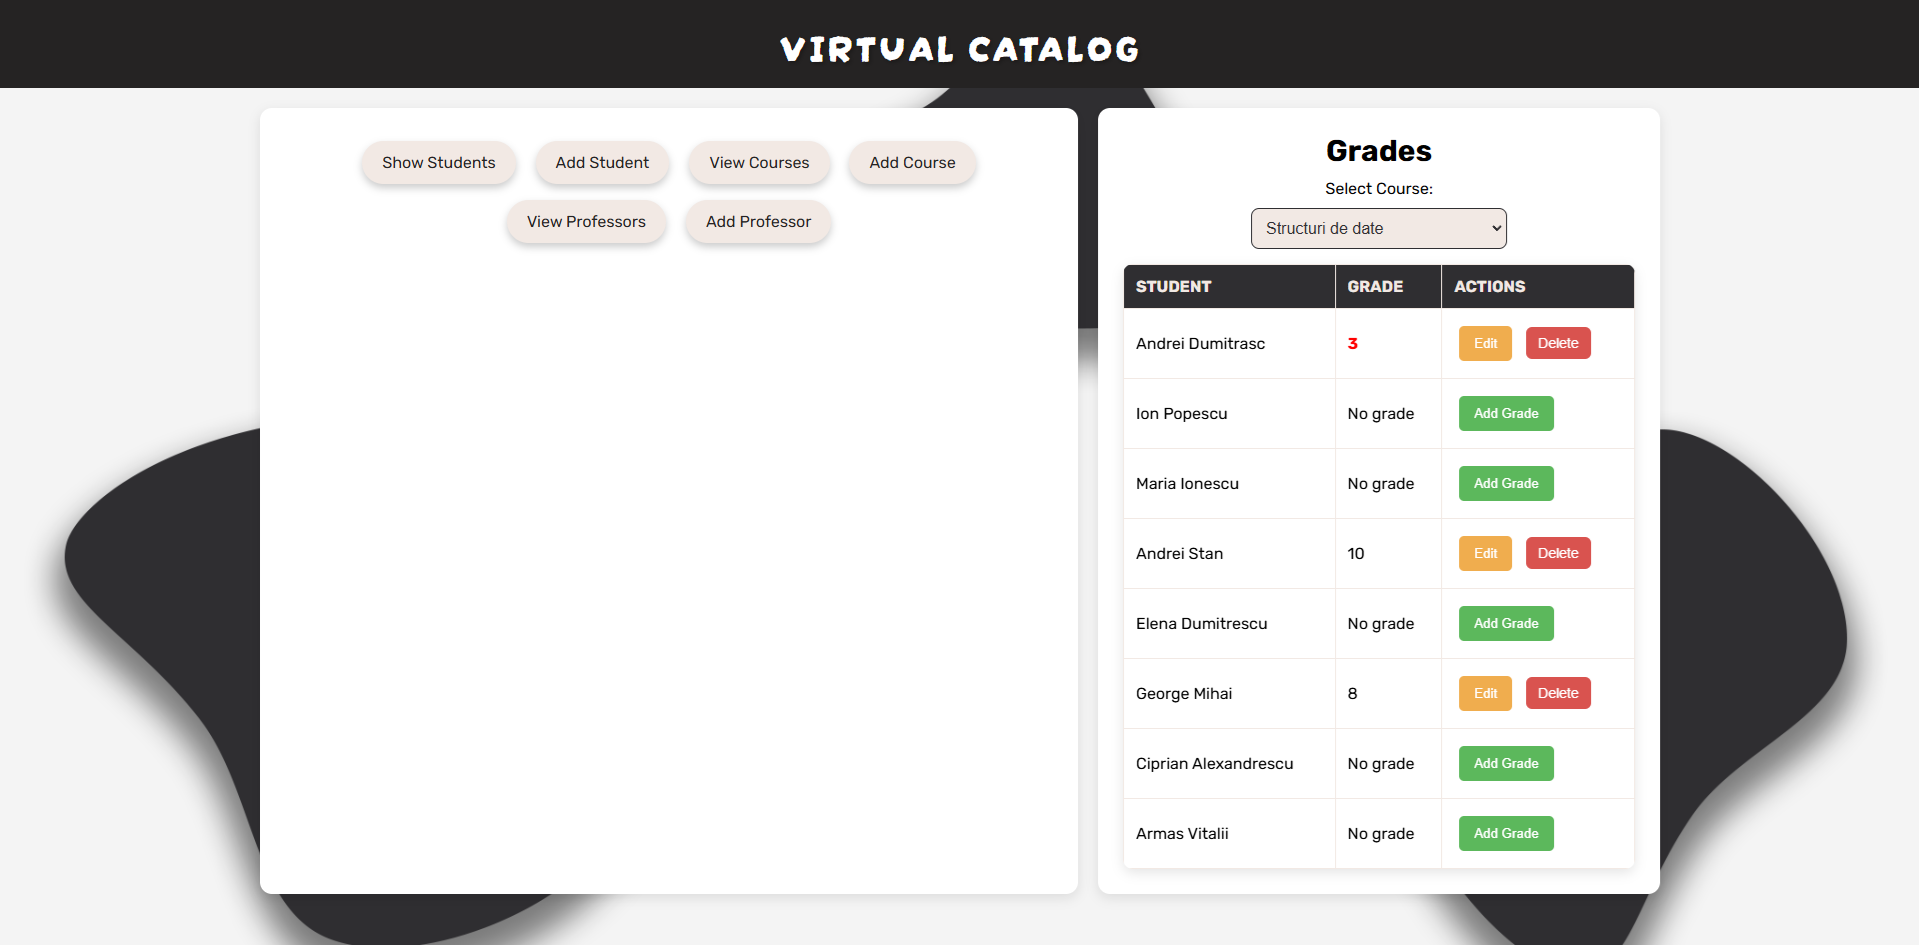 VIRTUAL CATALOG
Show Students Add Student View Courses Add Course
View Professors Add Professor
Grades
Select Course:
Structuri de date
STUDENT GRADE ACTIONS
Andrei Dumitrasc 3 Edit Delete
Ion Popescu No grade Add Grade
Maria Ionescu No grade Add Grade
Andrei Stan 10 Edit Delete
Elena Dumitrescu No grade Add Grade
George Mihai 8 Edit Delete
Ciprian Alexandrescu No grade Add Grade
Armas Vitalii No grade Add Grade